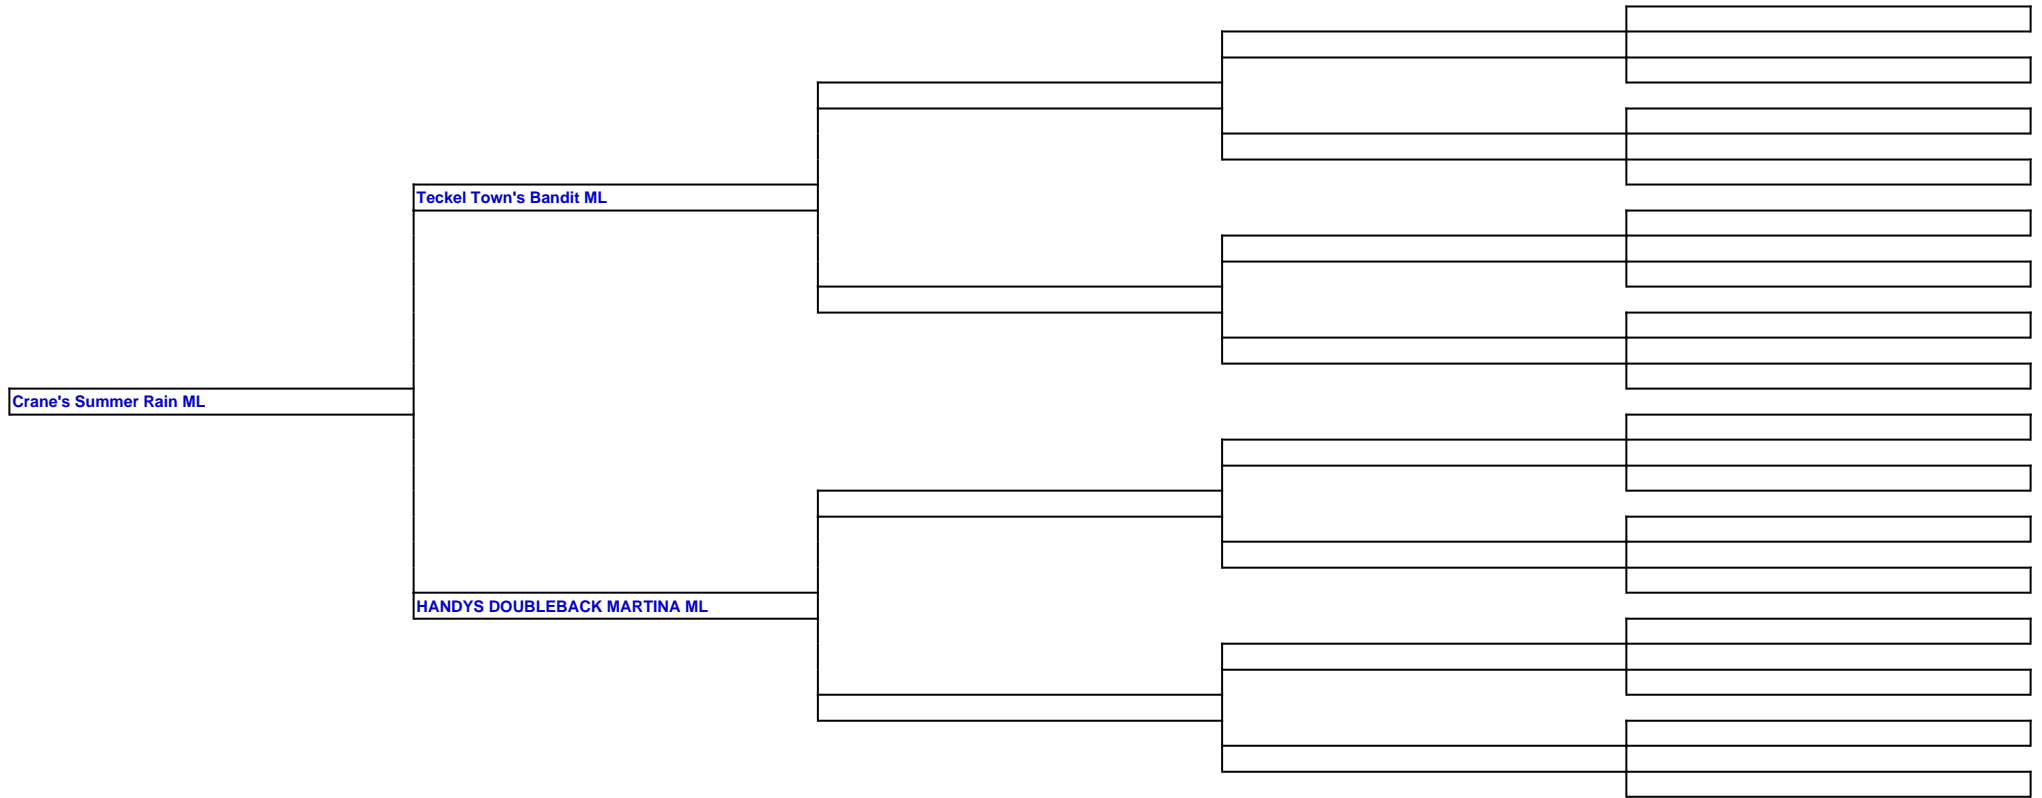 Teckel Town's Bandit ML
Crane's Summer Rain ML
HANDYS DOUBLEBACK MARTINA ML